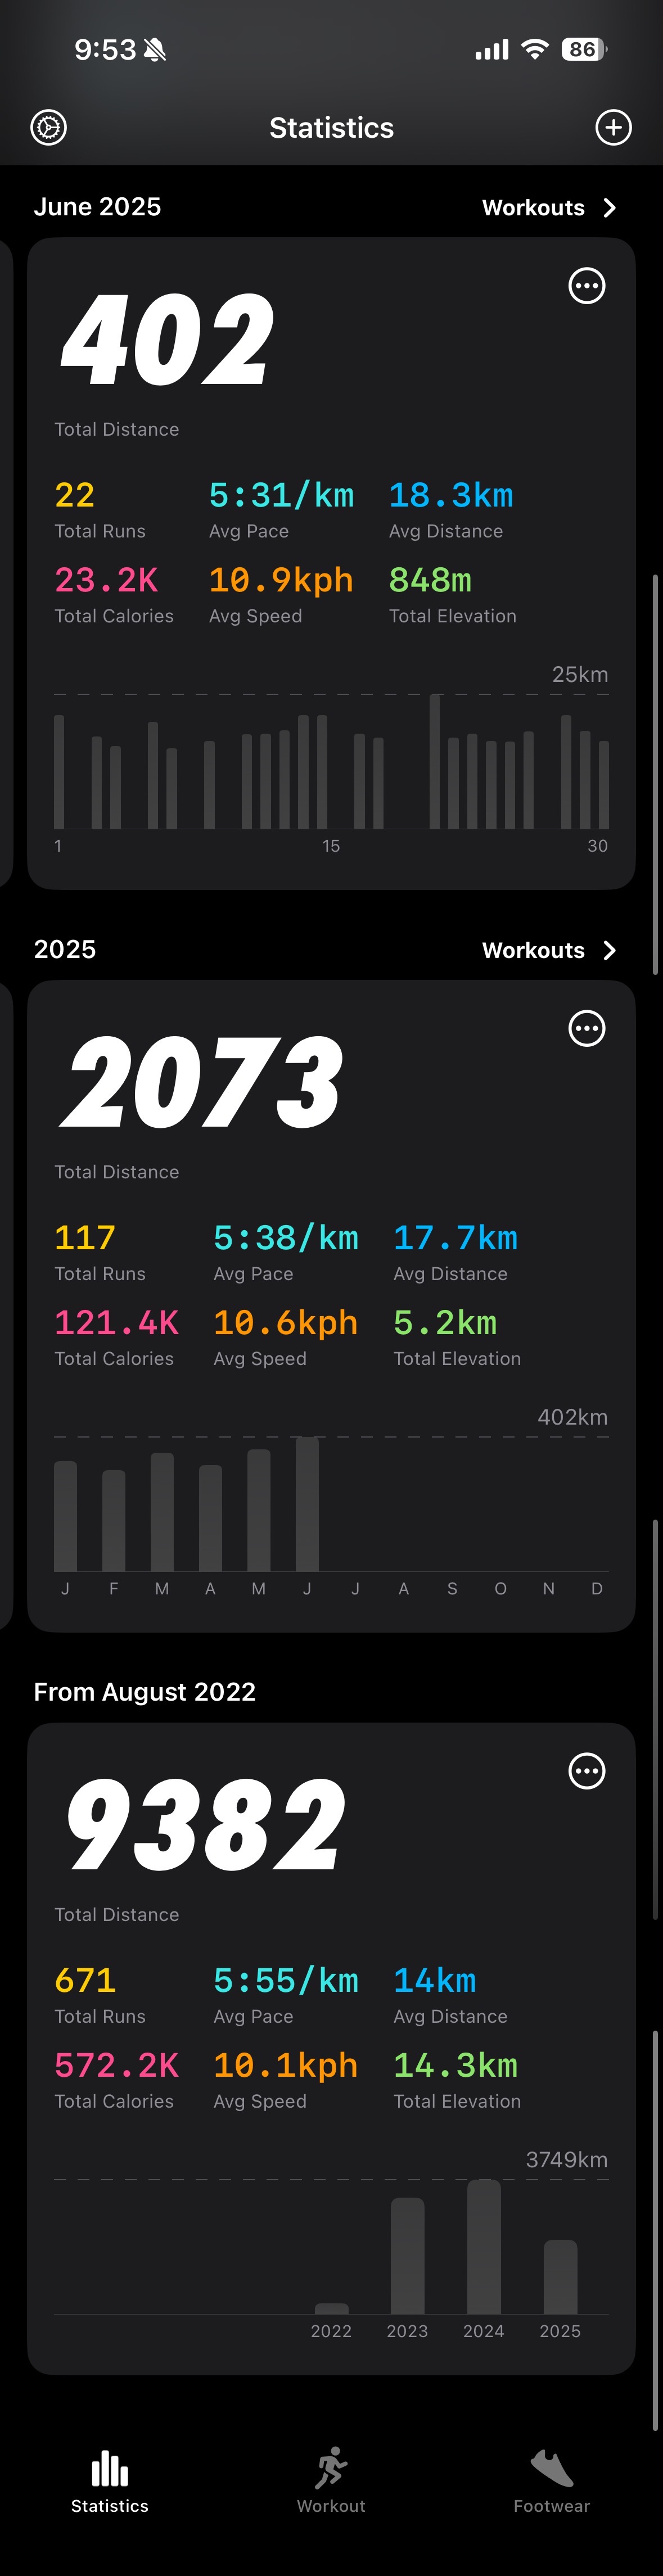 9:53 86
Statistics
June 2025 Workouts
402
Total Distance
22 5:31/km 18.3km
Total Runs Avg Pace Avg Distance
23.2K 10.9kph 848m
Total Calories Avg Speed Total Elevation
25km
1 15 30
2025 Workouts
2073
Total Distance
117 5:38/km 17.7km
Total Runs Avg Pace Avg Distance
121.4K 10.6kph 5.2km
Total Calories Avg Speed Total Elevation
402km
J F M A M J J A S O N D
From August 2022
9382
Total Distance
671 5:55/km 14km
Total Runs Avg Pace Avg Distance
572.2K 10.1kph 14.3km
Total Calories Avg Speed Total Elevation
3749km
2022 2023 2024 2025
Statistics Workout Footwear